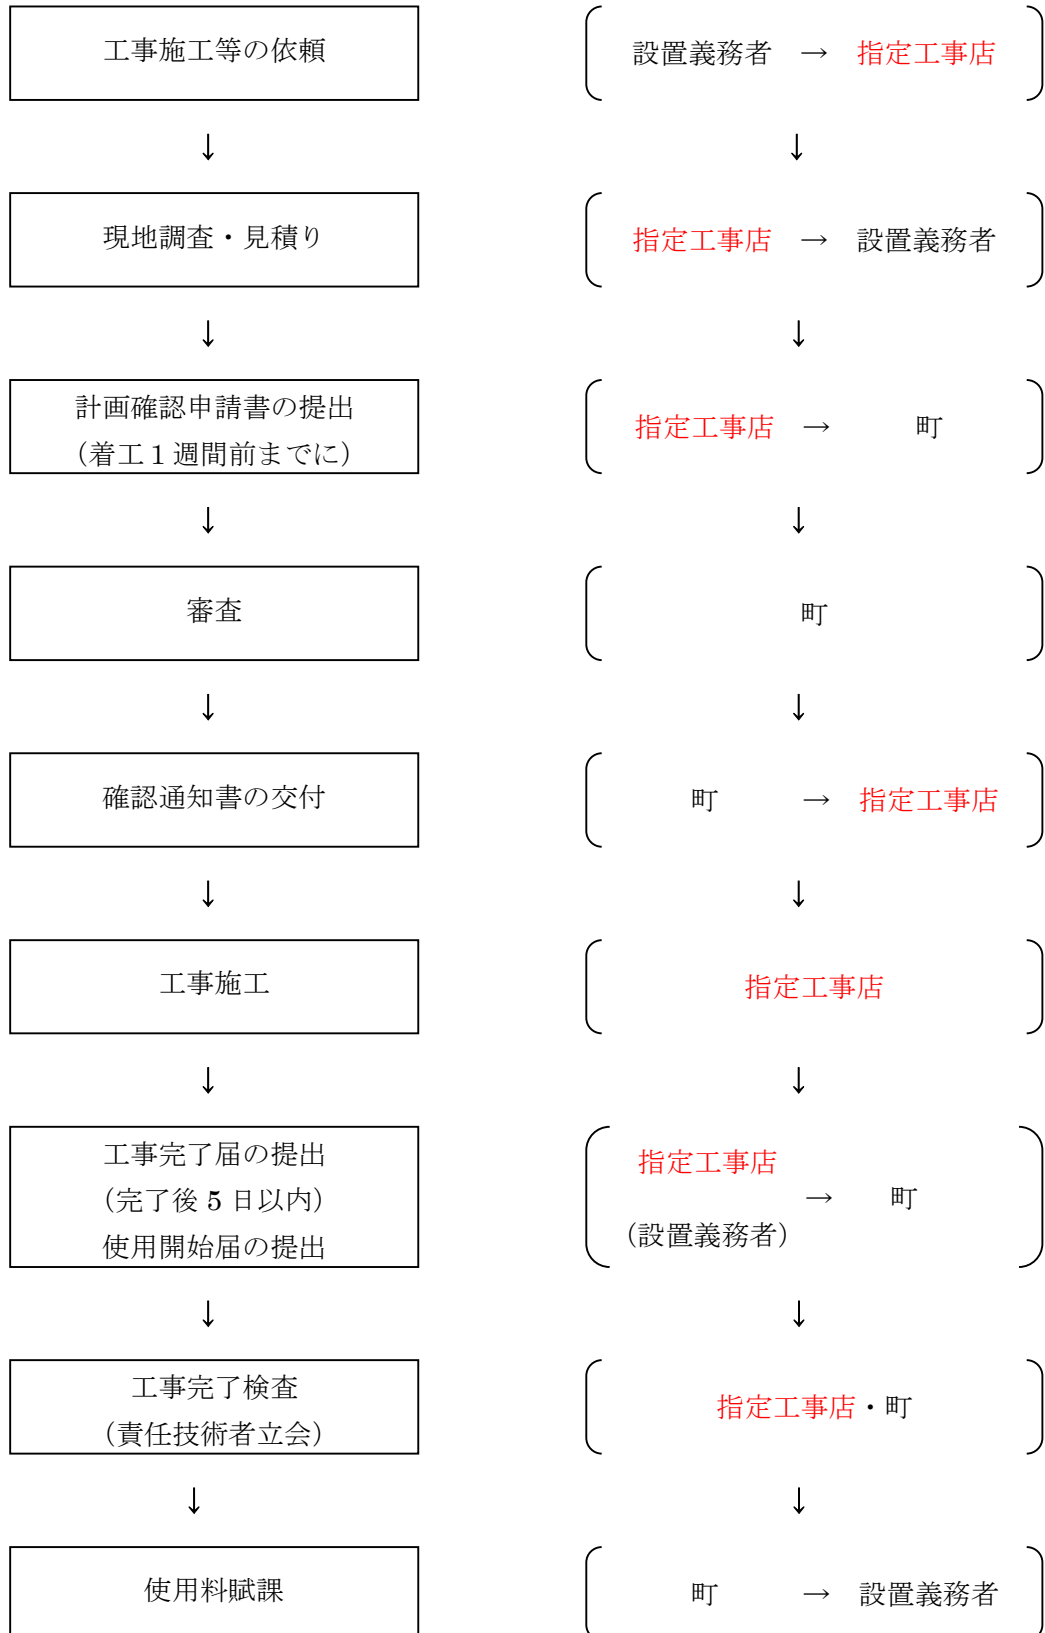 工事施工等の依頼
設置義務者 → 指定工事店
↓ ↓
現地調査・見積り
指定工事店 → 設置義務者
↓ ↓
計画確認申請書の提出
(着工1週間前までに)
指定工事店 → 町
↓ ↓
審査
町
↓ ↓
確認通知書の交付
町 → 指定工事店
↓ ↓
工事施工
指定工事店
↓ ↓
工事完了届の提出
(完了後5日以内)
使用開始届の提出
指定工事店
→ 町
(設置義務者)
↓ ↓
工事完了検査
(責任技術者立会)
指定工事店・町
↓ ↓
使用料賦課
町 → 設置義務者